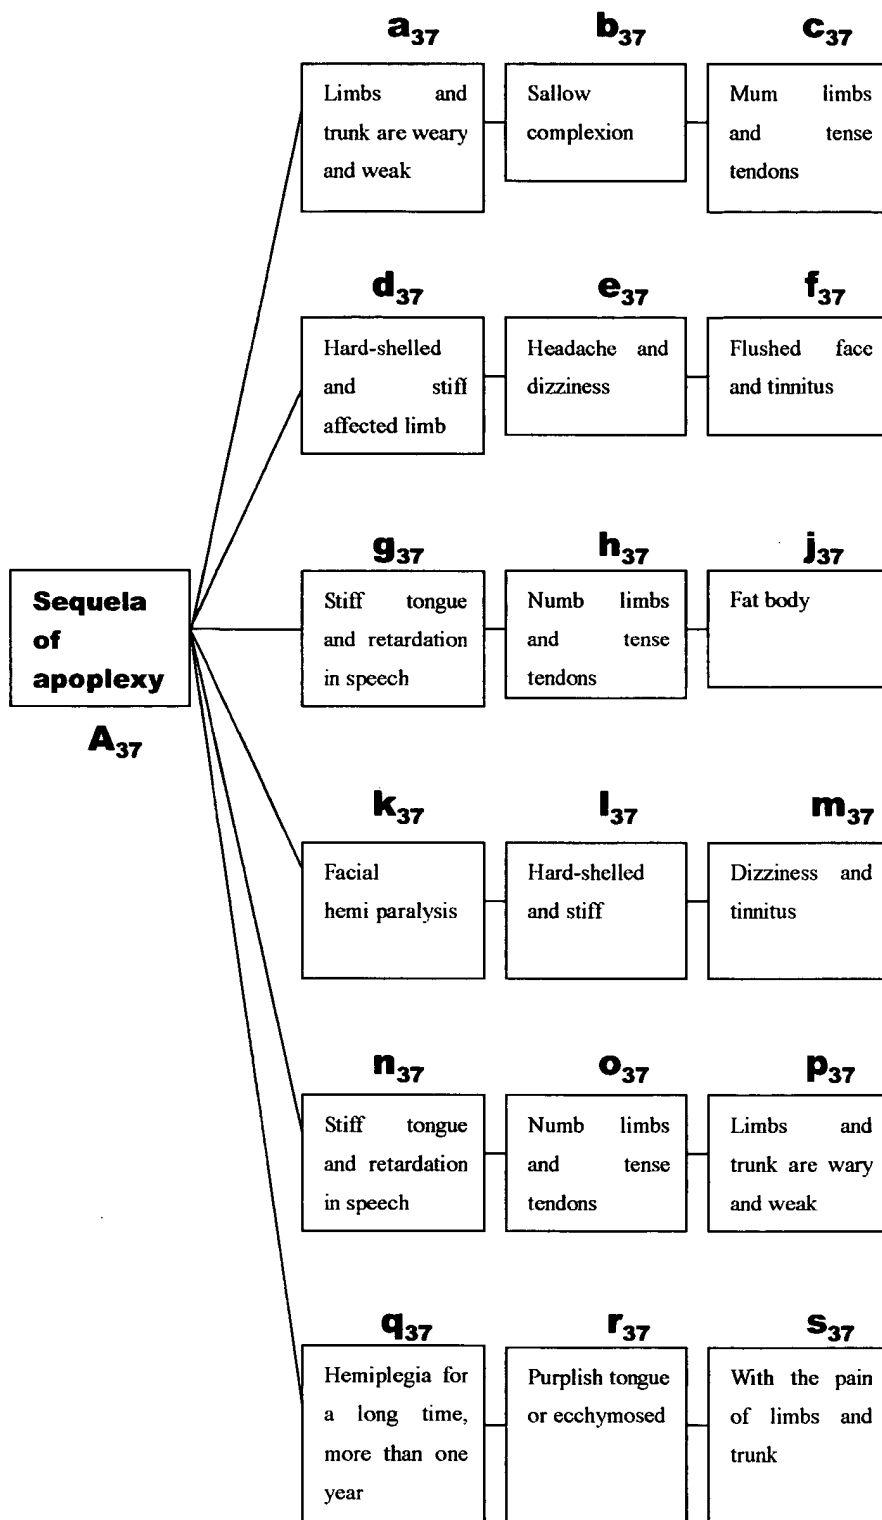 a37 b37 c37
Limbs and
trunk are weary
and weak
Sallow
complexion
Mum limbs
and tense
tendons
d37 e37 f37
Hard-shelled
and stiff
affected limb
Headache and
dizziness
Flushed face
and tinnitus
g37 h37 j37
Sequela
of
apoplexy
A37
Stiff tongue
and retardation
in speech
Numb limbs
and tense
tendons
Fat body
k37 l37 m37
Facial
hemi paralysis
Hard-shelled
and stiff
Dizziness and
tinnitus
n37 o37 p37
Stiff tongue
and retardation
in speech
Numb limbs
and tense
tendons
Limbs and
trunk are wary
and weak
q37 r37 s37
Hemiplegia for
a long time,
more than one
year
Purplish tongue
or ecchymosed
With the pain
of limbs and
trunk